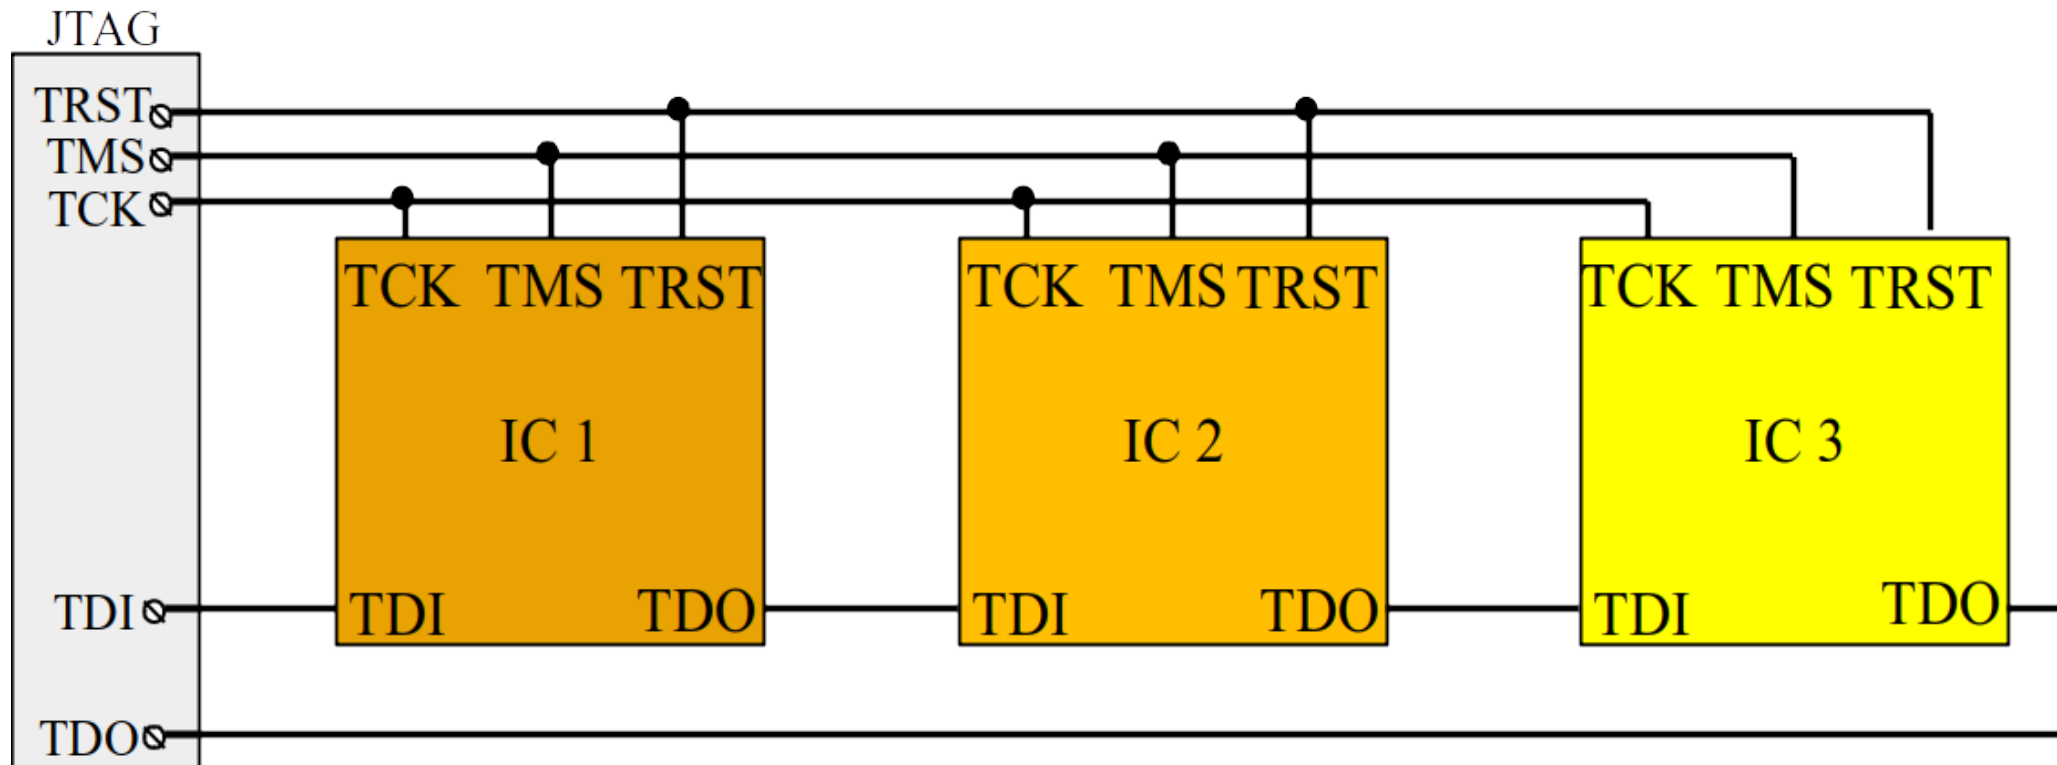 JTAG
TRST
TMS
TCK
TCK TMS TRST
TCK TMS TRST
TCK TMS TRST
IC 1
IC 2
IC 3
TDI
TDI TDO
TDI TDO
TDI TDO
TDO